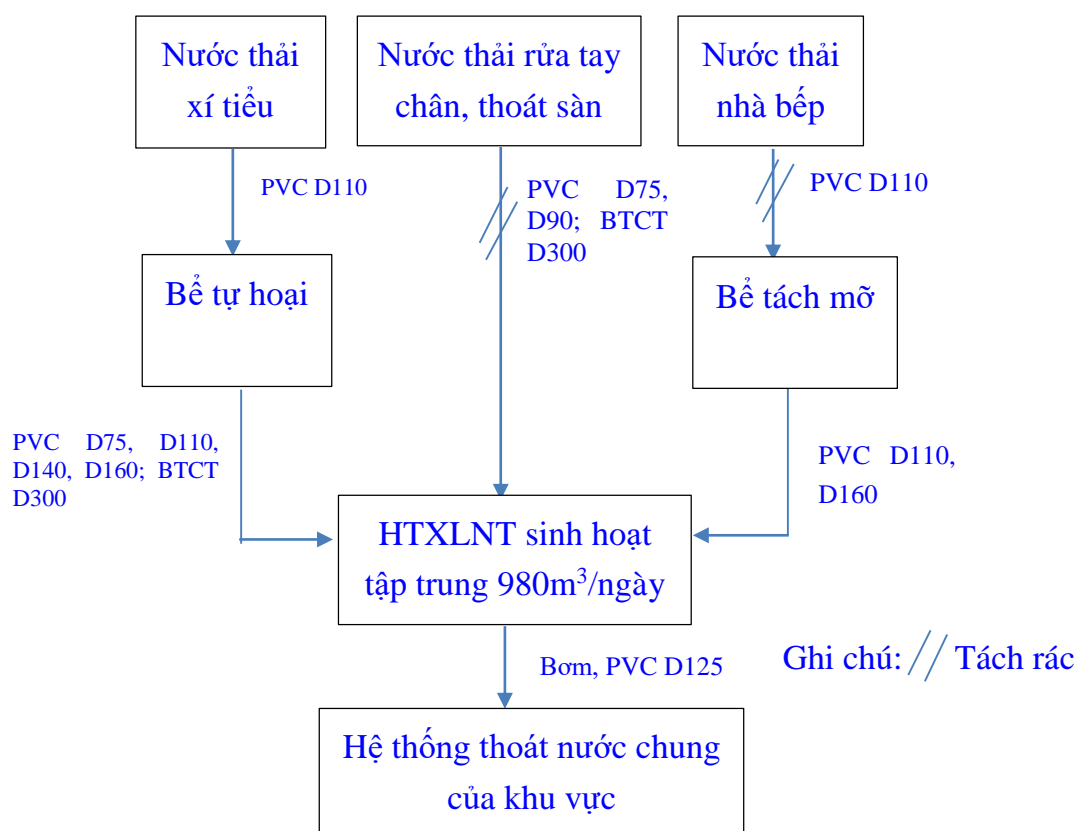 Nước thải
xí tiểu
Nước thải rửa tay
chân, thoát sàn
Nước thải
nhà bếp
PVC D110
PVC D75,
D90; BTCT
D300
PVC D110
Bể tự hoại
Bể tách mỡ
PVC D75, D110,
D140, D160; BTCT
D300
PVC D110,
D160
HTXLNT sinh hoạt
tập trung 980m³/ngày
Bơm, PVC D125
Ghi chú: // Tách rác
Hệ thống thoát nước chung
của khu vực